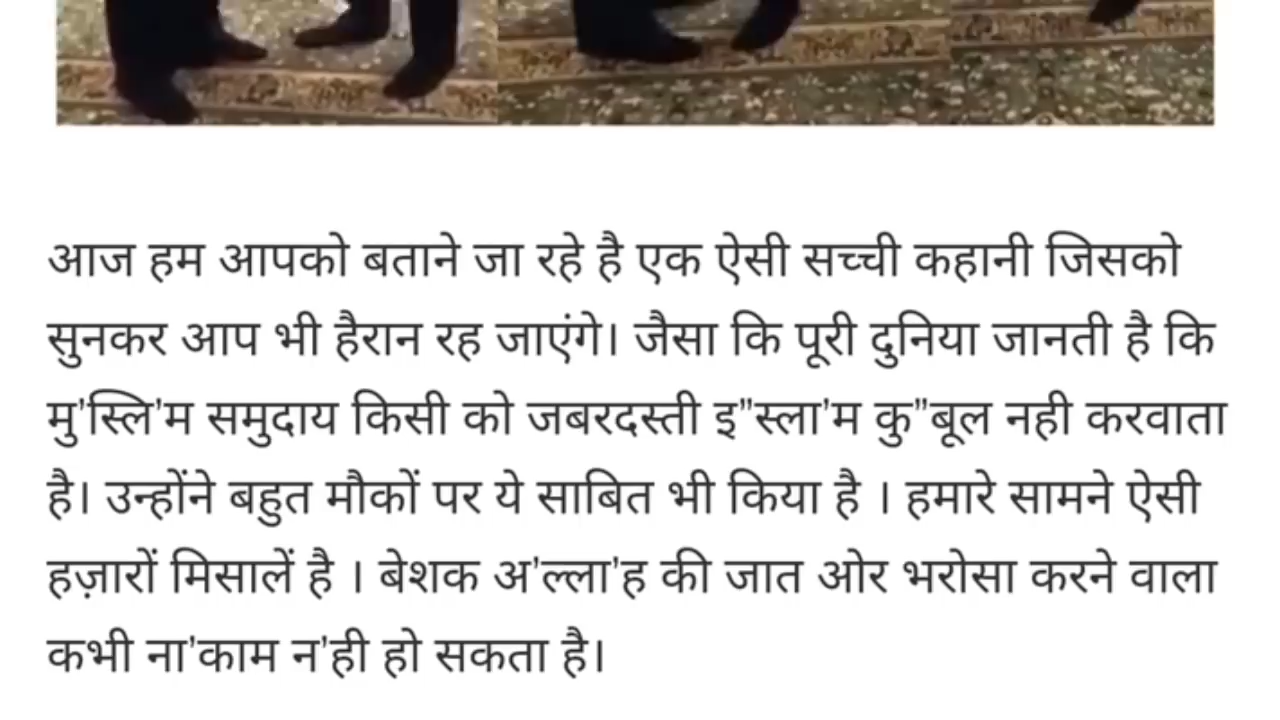 आज हम आपको बताने जा रहे है एक ऐसी सच्ची कहानी जिसको
सुनकर आप भी हैरान रह जाएंगे। जैसा कि पूरी दुनिया जानती है कि
मु’स्लि’म समुदाय किसी को जबरदस्ती इ”स्ला’म कु”बूल नही करवाता
है। उन्होंने बहुत मौकों पर ये साबित भी किया है । हमारे सामने ऐसी
हज़ारों मिसालें है । बेशक अ’ल्ला’ह की जात ओर भरोसा करने वाला
कभी ना’काम न’ही हो सकता है।